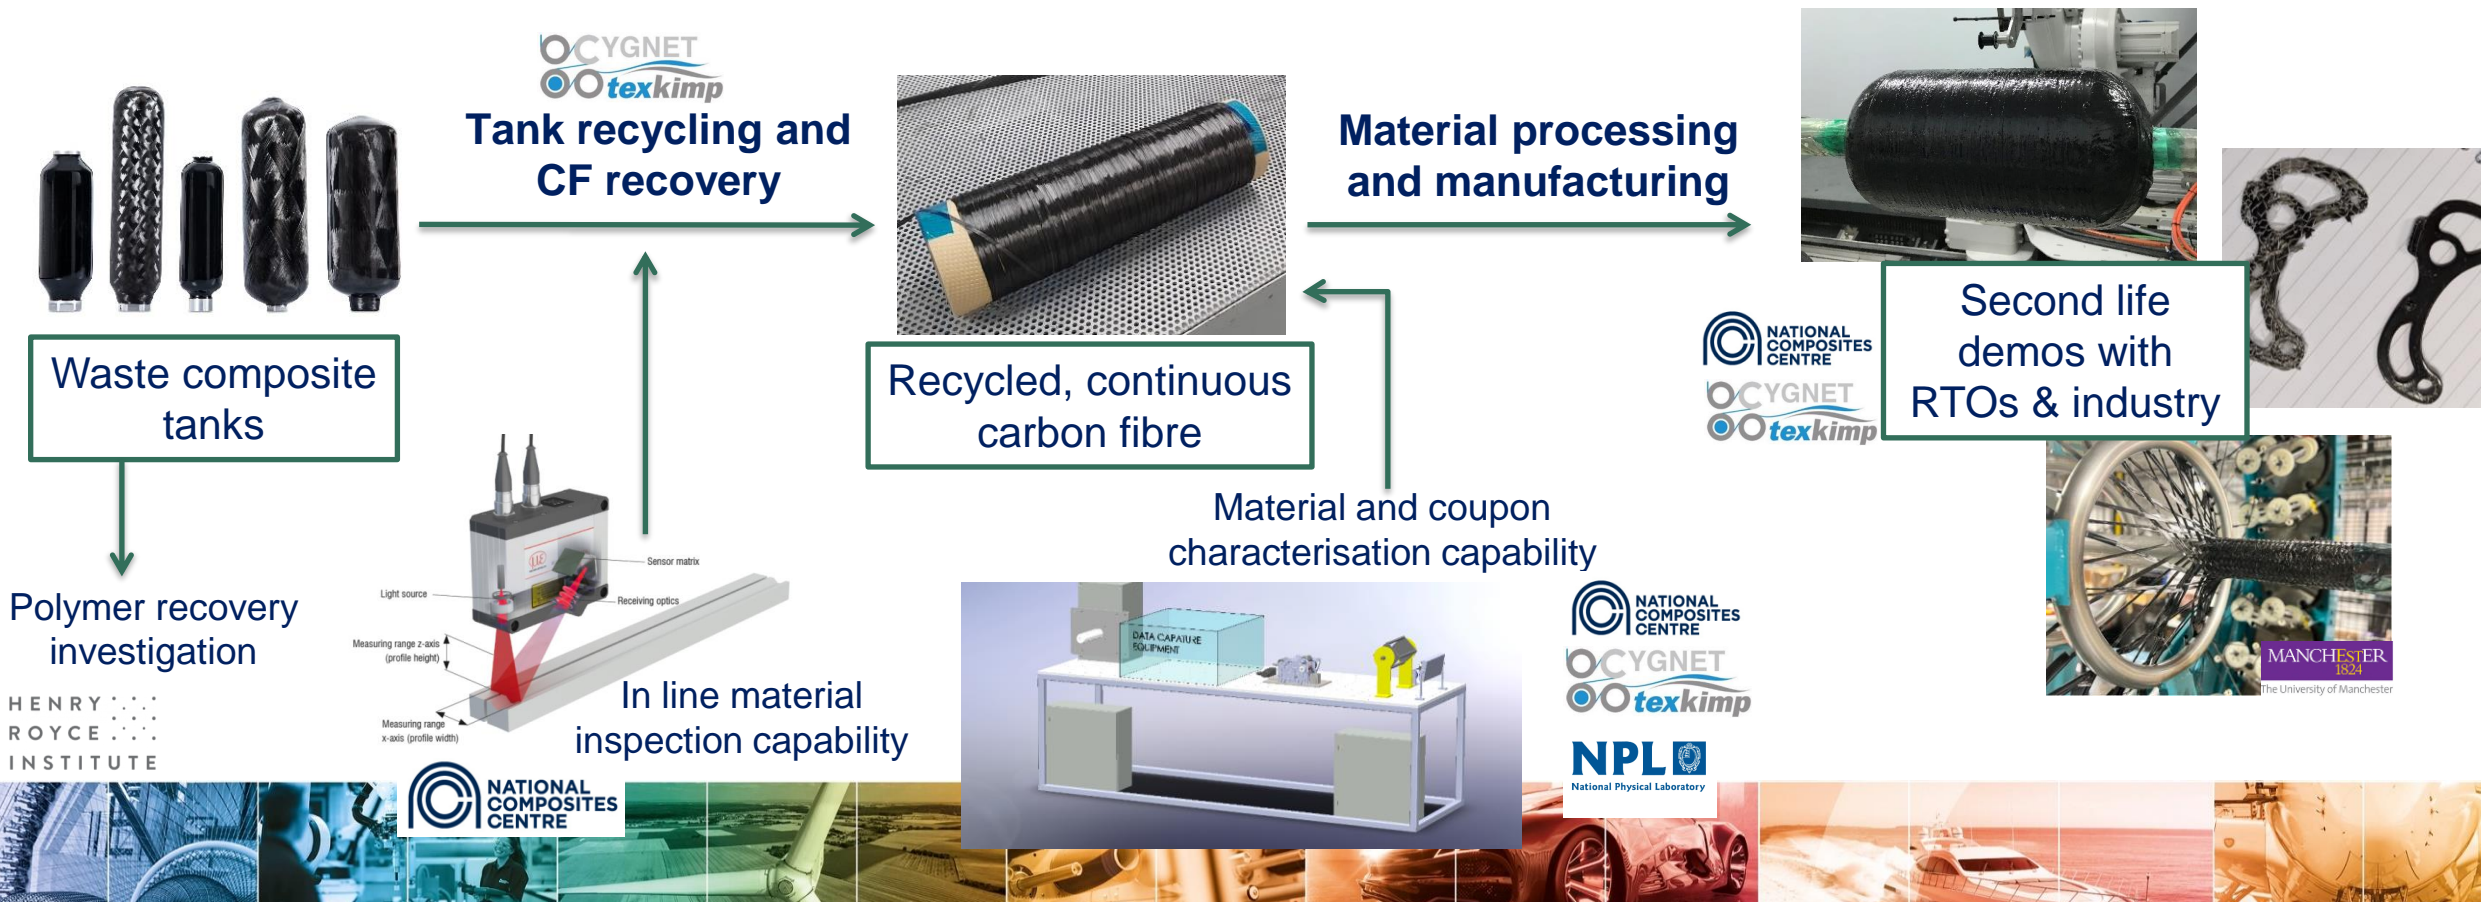 CYGNET
texkimp
Tank recycling and
CF recovery
Material processing
and manufacturing
Waste composite
tanks
Recycled, continuous
carbon fibre
NATIONAL
COMPOSITES
CENTRE
CYGNET
texkimp
Second life
demos with
RTOs & industry
Polymer recovery
investigation
HENRY
ROYCE
INSTITUTE
Sensor matrix
Light source
Receiving optics
Measuring range z-axis
(profile height)
Measuring range
x-axis (profile width)
In line material
inspection capability
NATIONAL
COMPOSITES
CENTRE
Material and coupon
characterisation capability
DATA CAPATURE
EQUIPMENT
NATIONAL
COMPOSITES
CENTRE
CYGNET
texkimp
NPL
National Physical Laboratory
MANCHESTER
1824
The University of Manchester